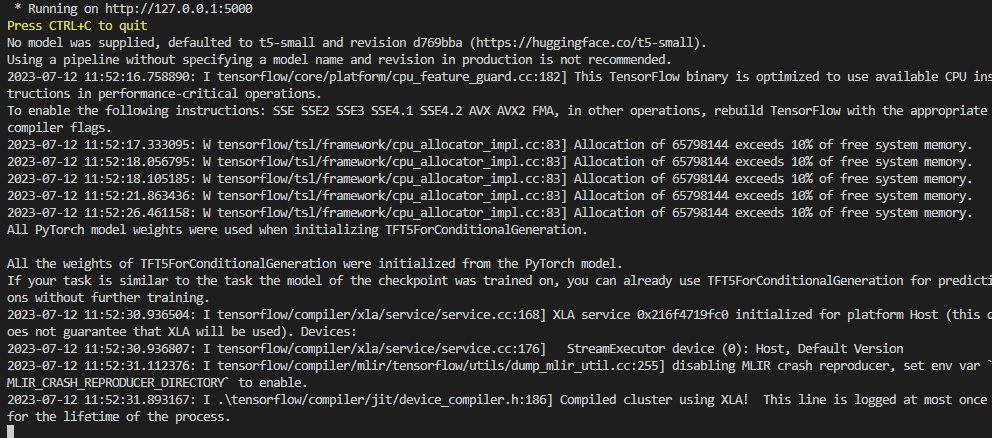 * Running on http://127.0.0.1:5000
Press CTRL+C to quit
No model was supplied, defaulted to t5-small and revision d769bba (https://huggingface.co/t5-small).
Using a pipeline without specifying a model name and revision in production is not recommended.
2023-07-12 11:52:16.758890: I tensorflow/core/platform/cpu_feature_guard.cc:182] This TensorFlow binary is optimized to use available CPU ins
tructions in performance-critical operations.
To enable the following instructions: SSE SSE2 SSE3 SSE4.1 SSE4.2 AVX AVX2 FMA, in other operations, rebuild TensorFlow with the appropriate
compiler flags.
2023-07-12 11:52:17.333095: W tensorflow/tsl/framework/cpu_allocator_impl.cc:83] Allocation of 65798144 exceeds 10% of free system memory.
2023-07-12 11:52:18.056795: W tensorflow/tsl/framework/cpu_allocator_impl.cc:83] Allocation of 65798144 exceeds 10% of free system memory.
2023-07-12 11:52:18.105185: W tensorflow/tsl/framework/cpu_allocator_impl.cc:83] Allocation of 65798144 exceeds 10% of free system memory.
2023-07-12 11:52:21.863436: W tensorflow/tsl/framework/cpu_allocator_impl.cc:83] Allocation of 65798144 exceeds 10% of free system memory.
2023-07-12 11:52:26.461158: W tensorflow/tsl/framework/cpu_allocator_impl.cc:83] Allocation of 65798144 exceeds 10% of free system memory.
All PyTorch model weights were used when initializing TFT5ForConditionalGeneration.
All the weights of TFT5ForConditionalGeneration were initialized from the PyTorch model.
If your task is similar to the task the model of the checkpoint was trained on, you can already use TFT5ForConditionalGeneration for predicti
ons without further training.
2023-07-12 11:52:30.936504: I tensorflow/compiler/xla/service/service.cc:168] XLA service 0x216f4719fc0 initialized for platform Host (this d
oes not guarantee that XLA will be used). Devices:
2023-07-12 11:52:30.936807: I tensorflow/compiler/xla/service/service.cc:176]   StreamExecutor device (0): Host, Default Version
2023-07-12 11:52:31.112376: I tensorflow/compiler/mlir/tensorflow/utils/dump_mlir_util.cc:255] disabling MLIR crash reproducer, set env var `
MLIR_CRASH_REPRODUCER_DIRECTORY` to enable.
2023-07-12 11:52:31.893167: I .\tensorflow/compiler/jit/device_compiler.h:186] Compiled cluster using XLA!  This line is logged at most once
for the lifetime of the process.